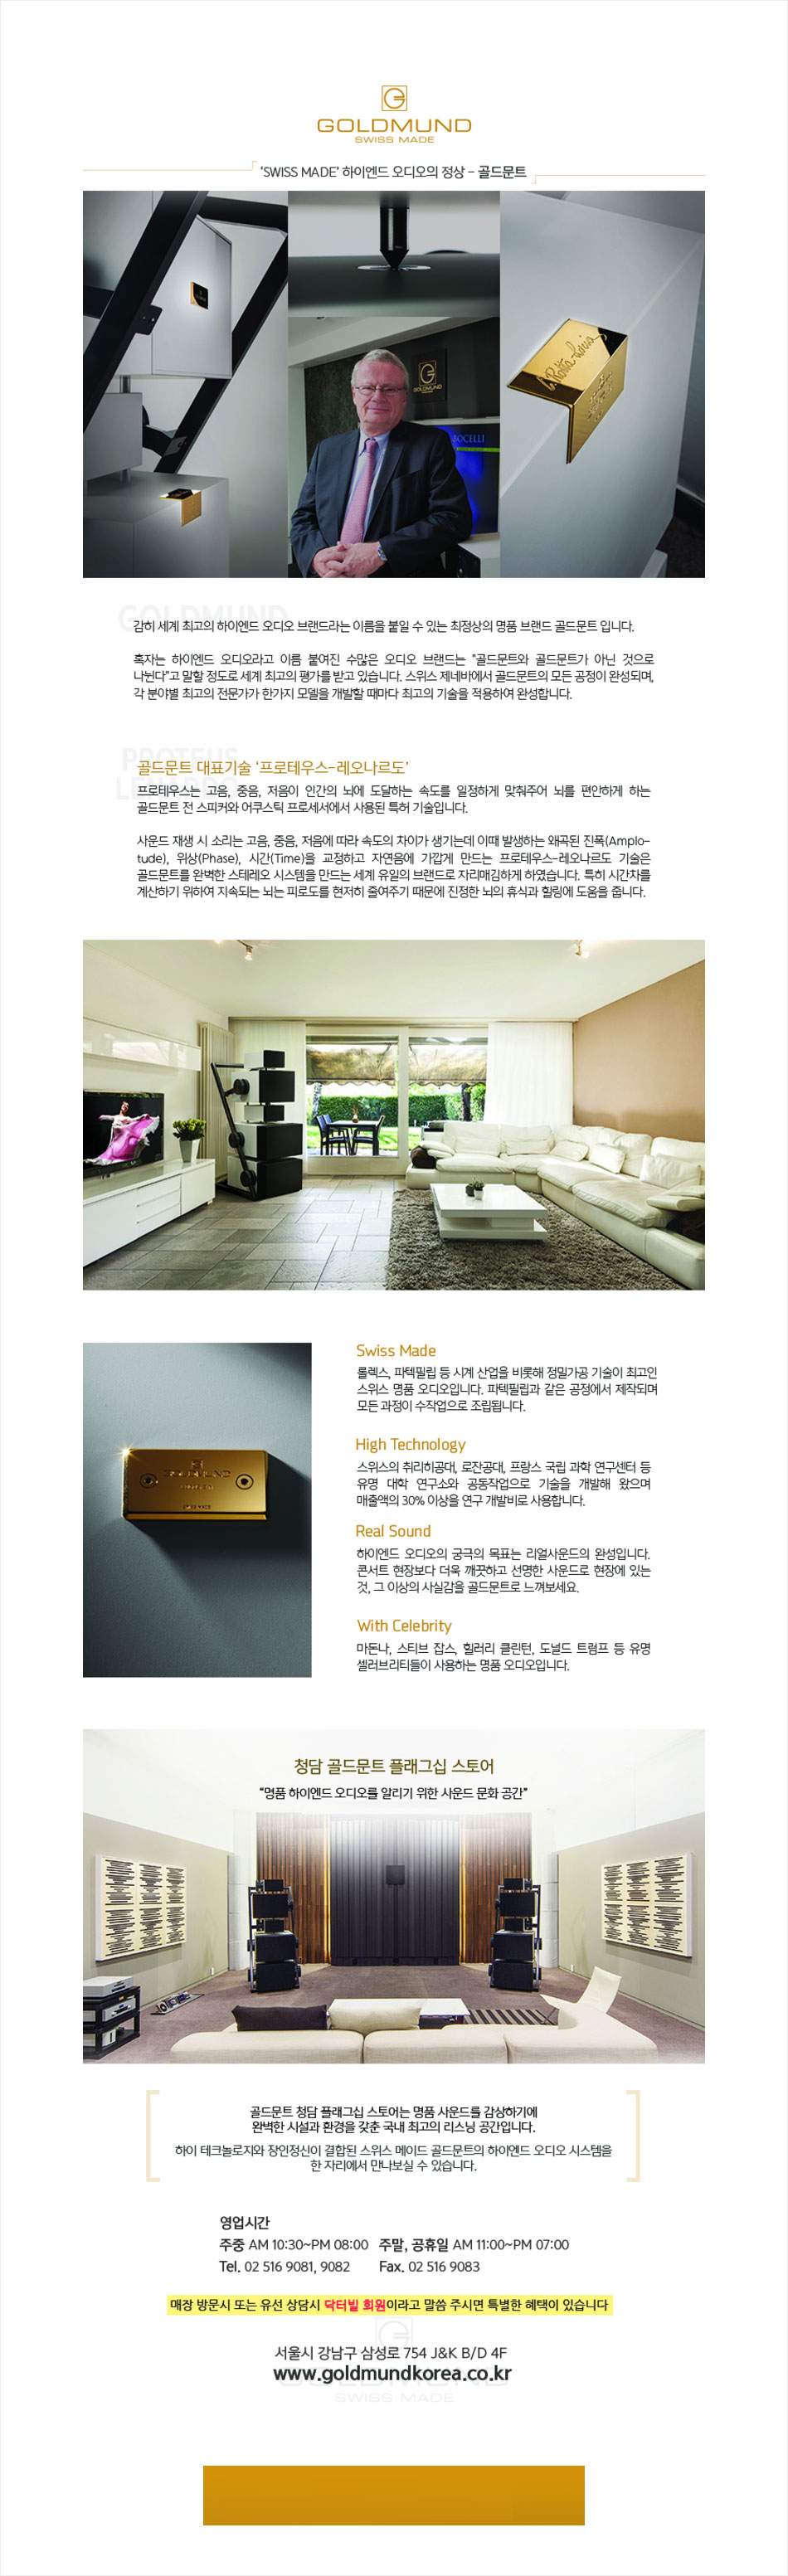 GOLDMUND
SWISS MADE
'SWISS MADE' 하이엔드 오디오의 정상 - 골드문트
GOLDMUND
BOCELLI
GOLDMUND
감히 세계 최고의 하이엔드 오디오 브랜드라는 이름을 붙일 수 있는 최정상의 명품 브랜드 골드문트 입니다.
혹자는 하이엔드 오디오라고 이름 붙여진 수많은 오디오 브랜드는 "골드문트와 골드문트가 아닌 것으로
나뉜다"고 말할 정도로 세계 최고의 평가를 받고 있습니다. 스위스 제네바에서 골드문트의 모든 공정이 완성되며,
각 분야별 최고의 전문가가 한가지 모델을 개발할 때마다 최고의 기술을 적용하여 완성합니다.
PROTEUS
골드문트 대표기술 '프로테우스-레오나르도'
프로테우스는 고음, 중음, 저음이 인간의 뇌에 도달하는 속도를 일정하게 맞춰주어 뇌를 편안하게 하는
골드문트 전 스피커와 어쿠스틱 프로세서에서 사용된 특허 기술입니다.
사운드 재생 시 소리는 고음, 중음, 저음에 따라 속도의 차이가 생기는데 이때 발생하는 왜곡된 진폭(Amplo-
tude), 위상(Phase), 시간(Time)을 교정하고 자연음에 가깝게 만드는 프로테우스-레오나르도 기술은
골드문트를 완벽한 스테레오 시스템을 만드는 세계 유일의 브랜드로 자리매김하게 하였습니다. 특히 시간차를
계산하기 위하여 지속되는 뇌는 피로도를 현저히 줄여주기 때문에 진정한 뇌의 휴식과 힐링에 도움을 줍니다.
GOLDMUND
Swiss Made
롤렉스, 파텍필립 등 시계 산업을 비롯해 정밀가공 기술이 최고인
스위스 명품 오디오입니다. 파텍필립과 같은 공정에서 제작되며
모든 과정이 수작업으로 조립됩니다.
High Technology
스위스의 취리히공대, 로잔공대, 프랑스 국립 과학 연구센터 등
유명 대학 연구소와 공동작업으로 기술을 개발해 왔으며
매출액의 30% 이상을 연구 개발비로 사용합니다.
Real Sound
하이엔드 오디오의 궁극의 목표는 리얼사운드의 완성입니다.
콘서트 현장보다 더욱 깨끗하고 선명한 사운드로 현장에 있는
것, 그 이상의 사실감을 골드문트로 느껴보세요.
With Celebrity
마돈나, 스티브 잡스, 힐러리 클린턴, 도널드 트럼프 등 유명
셀러브리티들이 사용하는 명품 오디오입니다.
청담 골드문트 플래그십 스토어
"명품 하이엔드 오디오를 알리기 위한 사운드 문화 공간"
골드문트 청담 플래그십 스토어는 명품 사운드를 감상하기에
완벽한 시설과 환경을 갖춘 국내 최고의 리스닝 공간입니다.
하이 테크놀로지와 장인정신이 결합된 스위스 메이드 골드문트의 하이엔드 오디오 시스템을
한 자리에서 만나보실 수 있습니다.
영업시간
주중 AM 10:30~PM 08:00 주말, 공휴일 AM 11:00~PM 07:00
Tel. 02 516 9081, 9082 Fax. 02 516 9083
매장 방문시 또는 유선 상담시 닥터빌 회원이라고 말씀 주시면 특별한 혜택이 있습니다
서울시 강남구 삼성로 754 J&K B/D 4F
www.goldmundkorea.co.kr
SWISS MADE